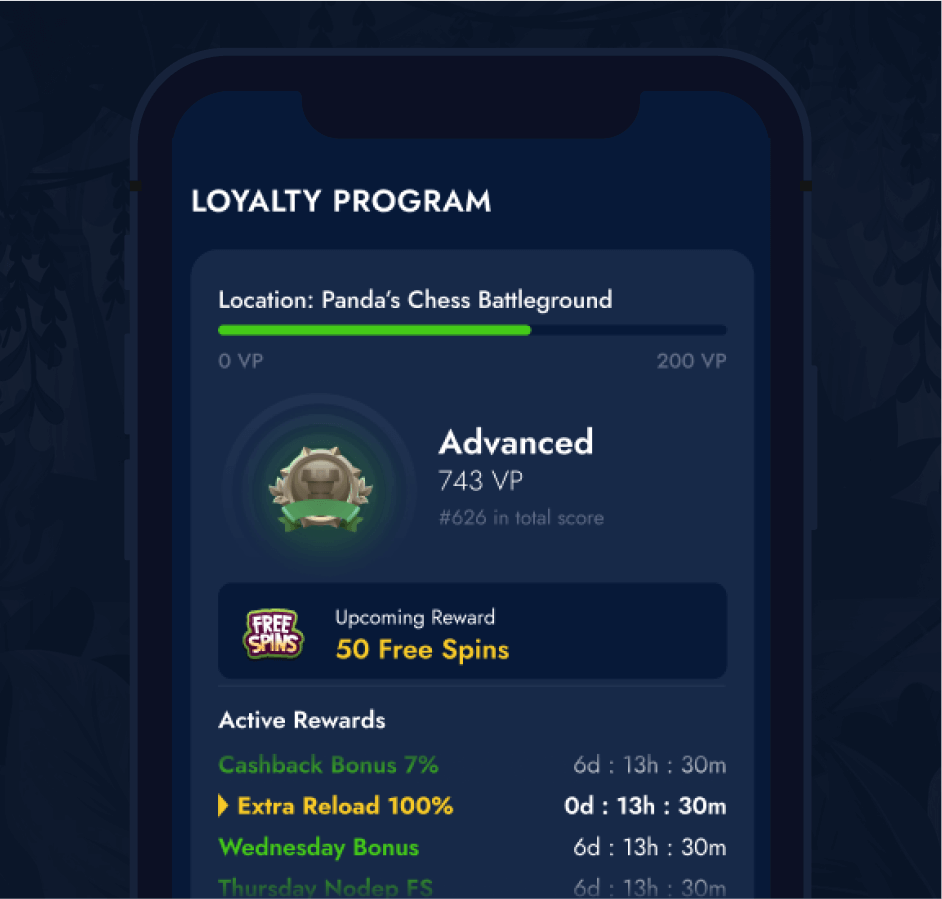 LOYALTY PROGRAM
Location: Panda's Chess Battleground
0 VP 200 VP
Advanced
743 VP
#626 in total score
FREE
SPINS
Upcoming Reward
50 Free Spins
Active Rewards
Cashback Bonus 7% 6d : 13h : 30m
Extra Reload 100% 0d : 13h : 30m
Wednesday Bonus 6d : 13h : 30m
Thursday Nodep FS 6d : 13h : 30m